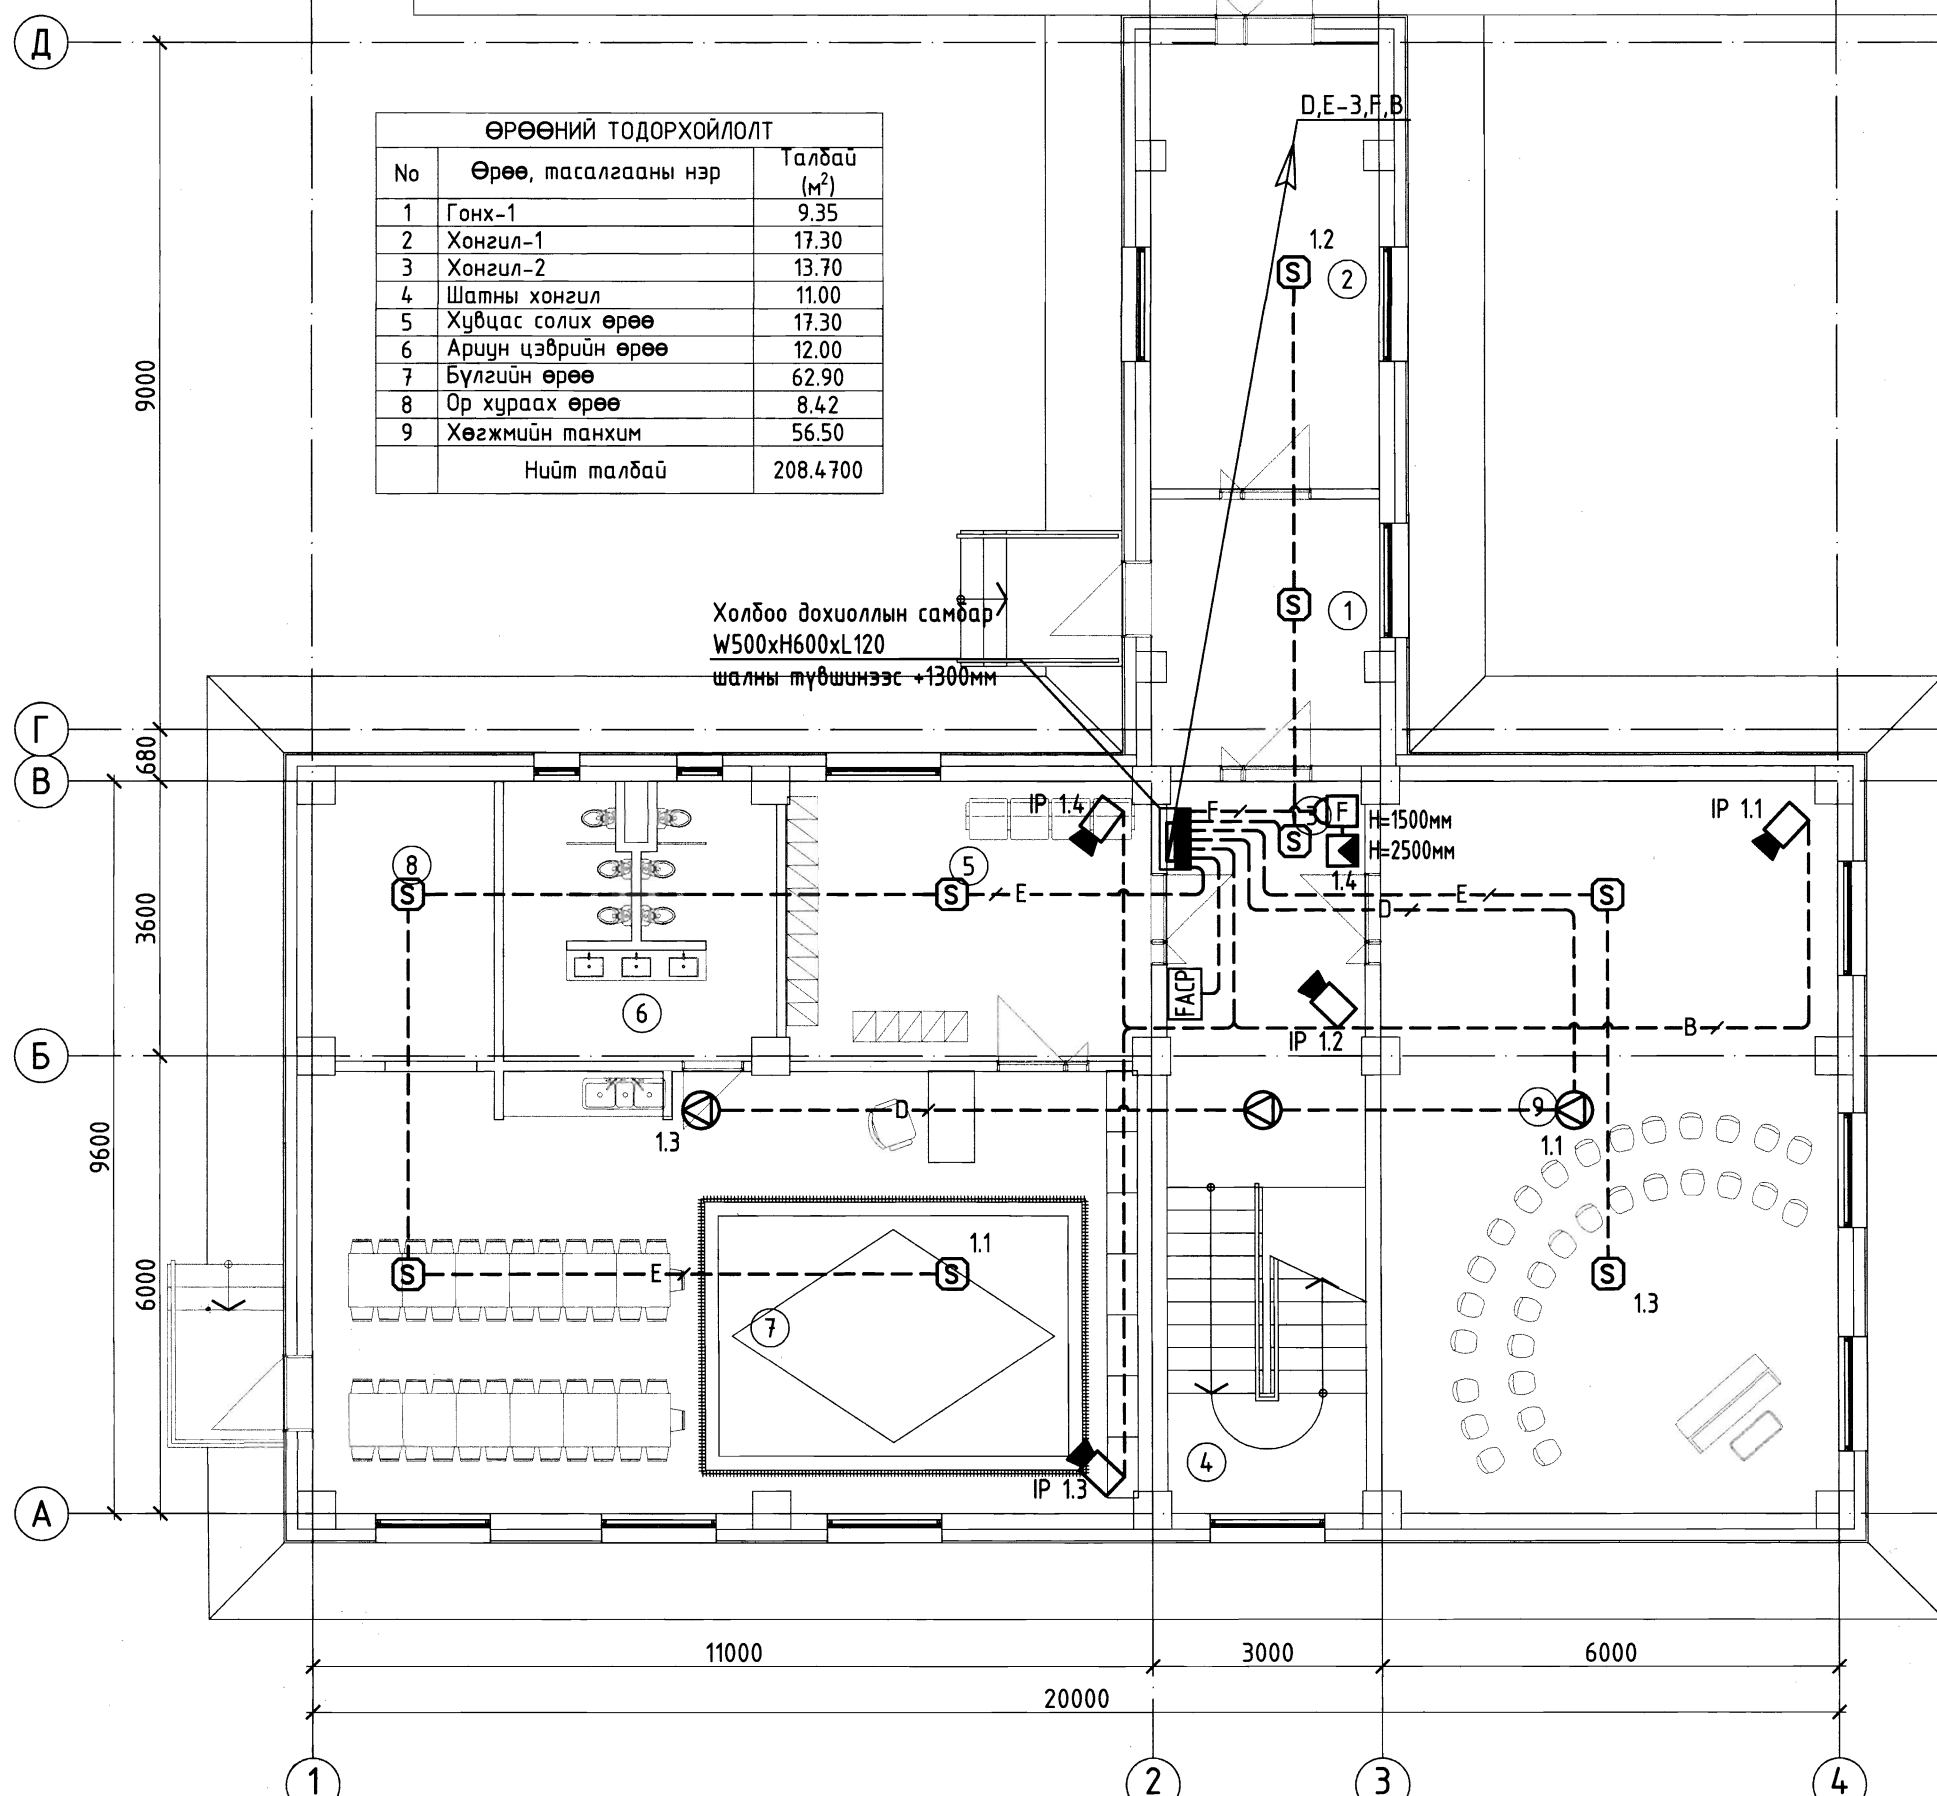 Д
D,E-3,F,B
ӨРӨӨНИЙ ТОДОРХОЙЛОЛТ
No Өрөө, тасалгааны нэр Талбай (м²)
1 Гонх-1 9.35
2 Хонгил-1 17.30
3 Хонгил-2 13.70
4 Шатны хонгил 11.00
5 Хувцас солих өрөө 17.30
6 Ариун цэврийн өрөө 12.00
7 Бүлгийн өрөө 62.90
8 Ор хураах өрөө 8.42
9 Хөгжмийн танхим 56.50
Нийт талбай 208.4700
1.2
S 2
9000
S 1
Холбоо дохиоллын самбар
W500xH600xL120
шалны түвшинээс +1300мм
Г
680
В
IP 1.4
F
3
F
H=1500мм
IP 1.1
S
H=2500мм
1.4
8
5
S
S
E
E
S
D
3600
FACP
6
IP 1.2
B
Б
D
9
1.3
1.1
9600
6000
S
E
1.1
S
S
1.3
7
4
IP 1.3
А
11000
3000
6000
20000
1
2
3
4